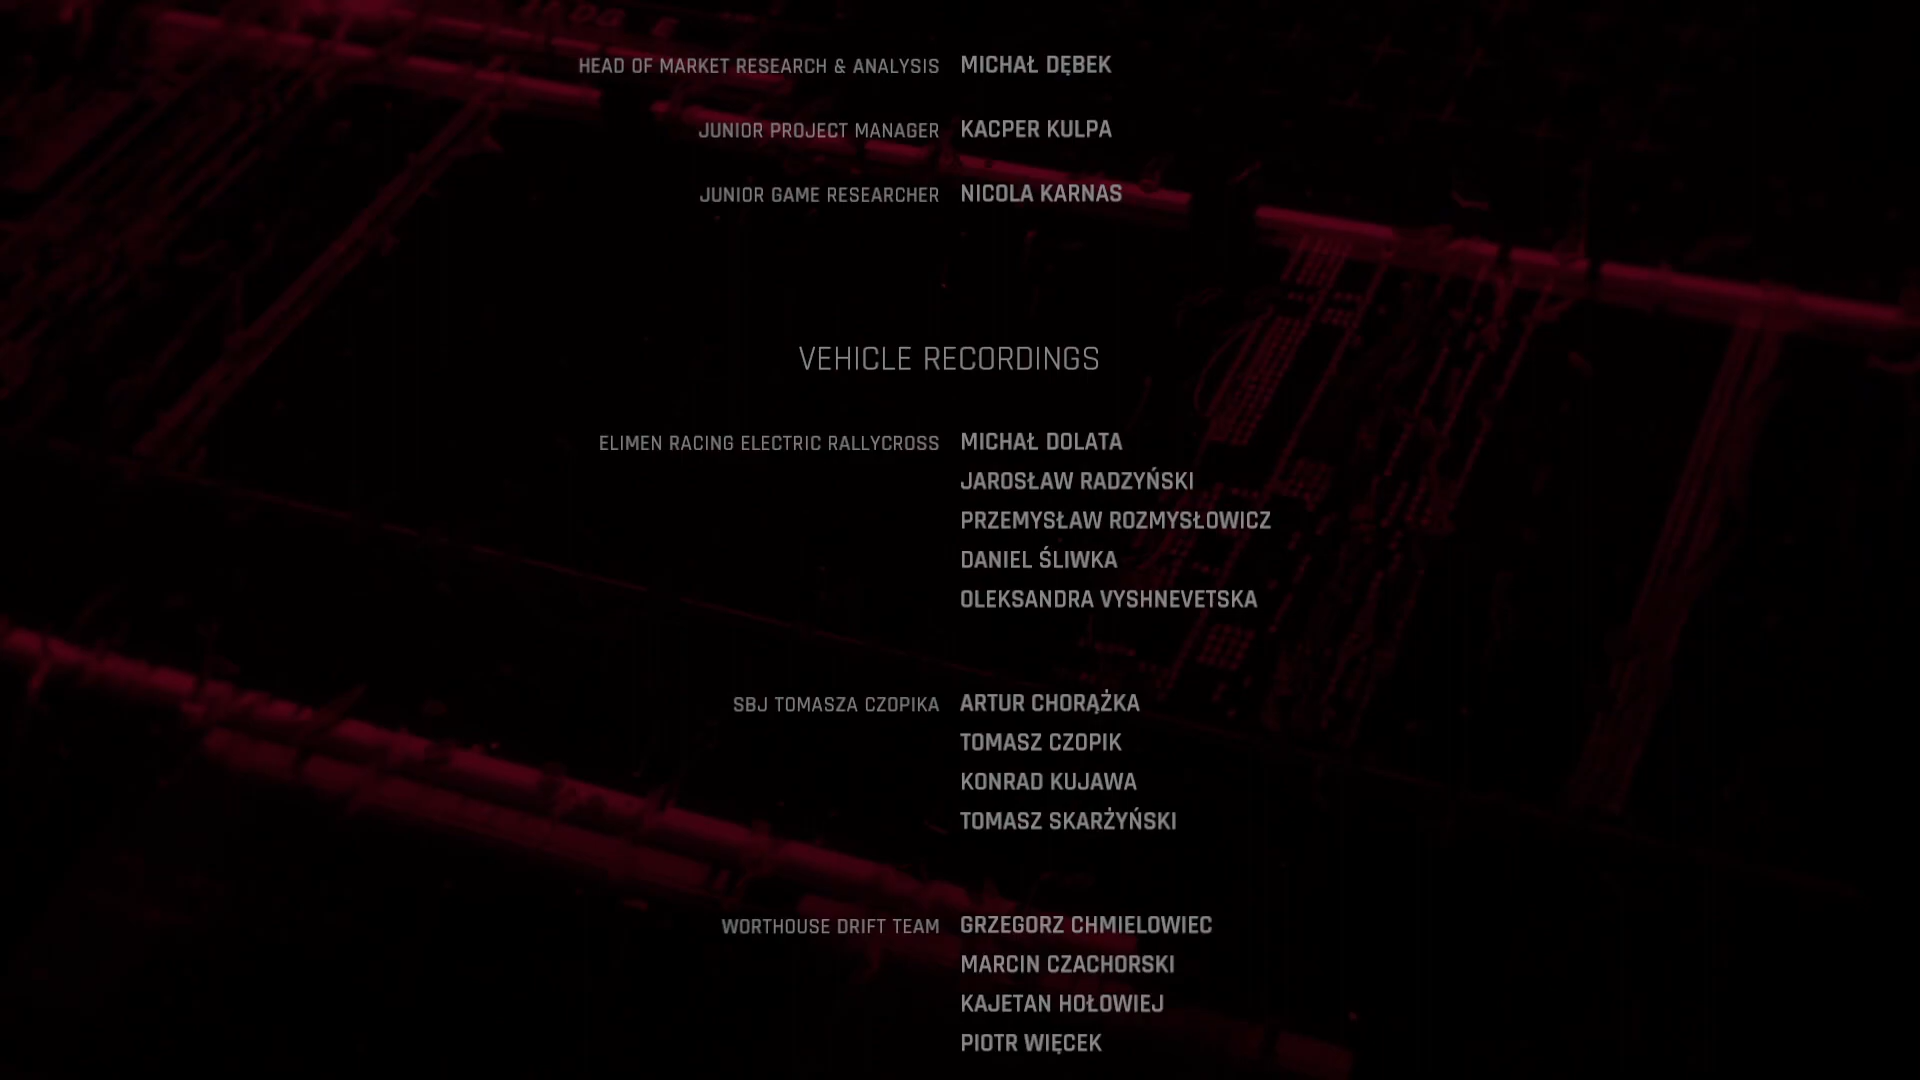 HEAD OF MARKET RESEARCH & ANALYSIS MICHAŁ DĘBEK
JUNIOR PROJECT MANAGER KACPER KULPA
JUNIOR GAME RESEARCHER NICOLA KARNAS
VEHICLE RECORDINGS
ELIMEN RACING ELECTRIC RALLYCROSS MICHAŁ DOLATA
JAROSŁAW RADZYŃSKI
PRZEMYSŁAW ROZMYSŁOWICZ
DANIEL ŚLIWKA
OLEKSANDRA VYSHNEVETSKA
SBJ TOMASZA CZOPIKA ARTUR CHORĄŻKA
TOMASZ CZOPIK
KONRAD KUJAWA
TOMASZ SKARŻYŃSKI
WORTHOUSE DRIFT TEAM GRZEGORZ CHMIELOWIEC
MARCIN CZACHORSKI
KAJETAN HOŁOWIEJ
PIOTR WIĘCEK